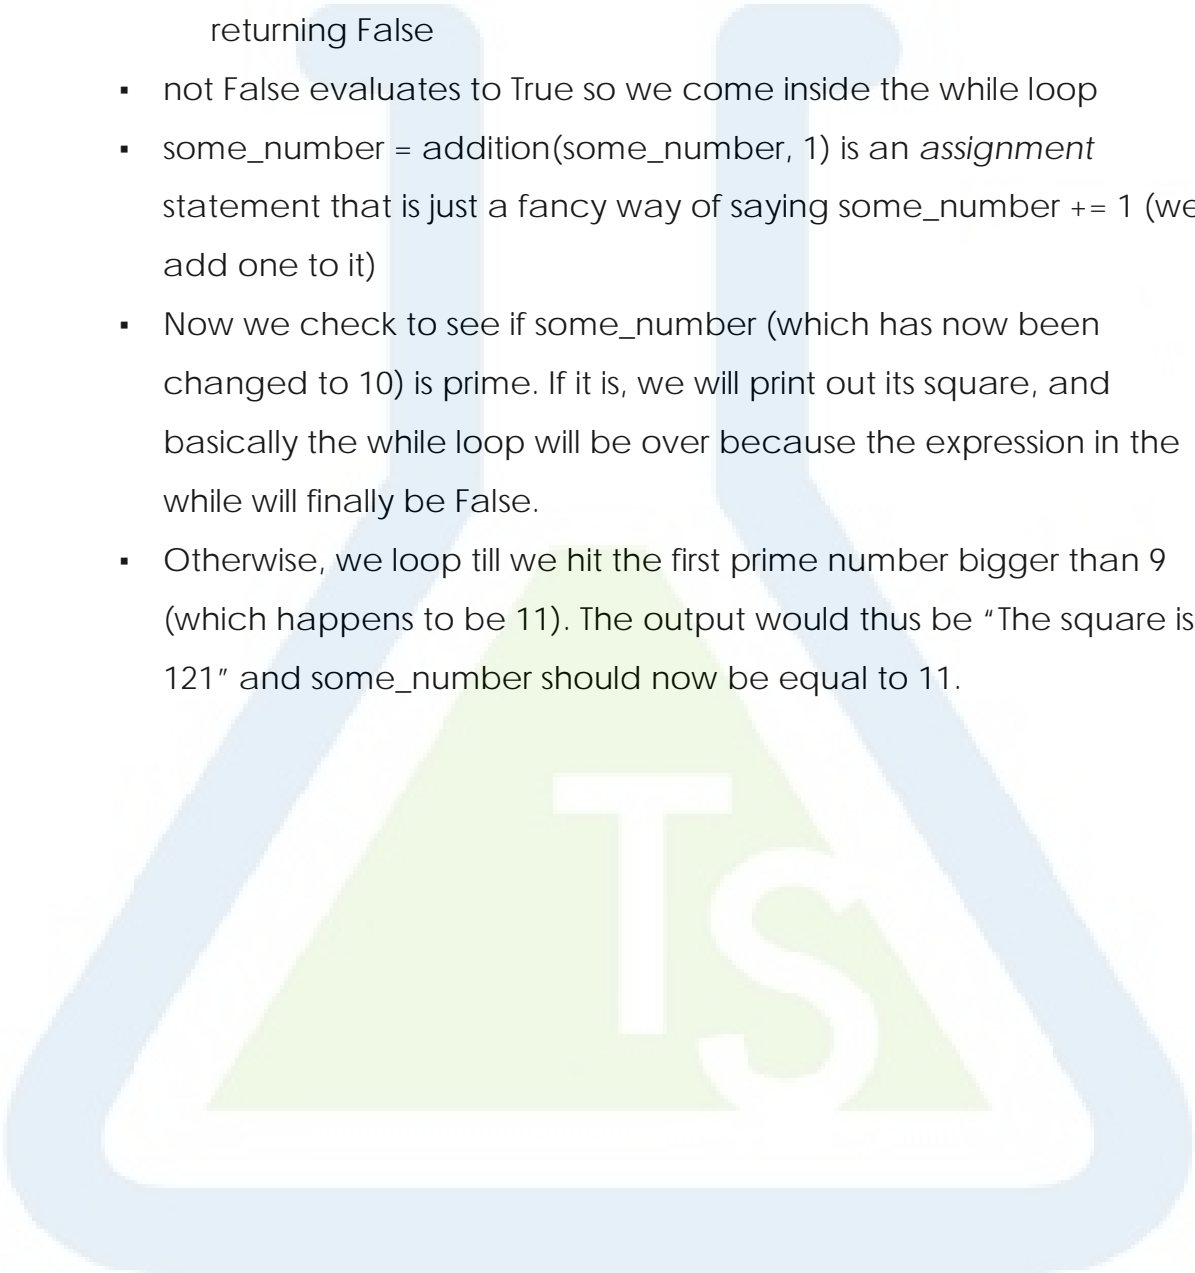 returning False
▪ not False evaluates to True so we come inside the while loop
▪ some_number = addition(some_number, 1) is an assignment
statement that is just a fancy way of saying some_number += 1 (we
add one to it)
▪ Now we check to see if some_number (which has now been
changed to 10) is prime. If it is, we will print out its square, and
basically the while loop will be over because the expression in the
while will finally be False.
▪ Otherwise, we loop till we hit the first prime number bigger than 9
(which happens to be 11). The output would thus be “The square is
121” and some_number should now be equal to 11.
TS